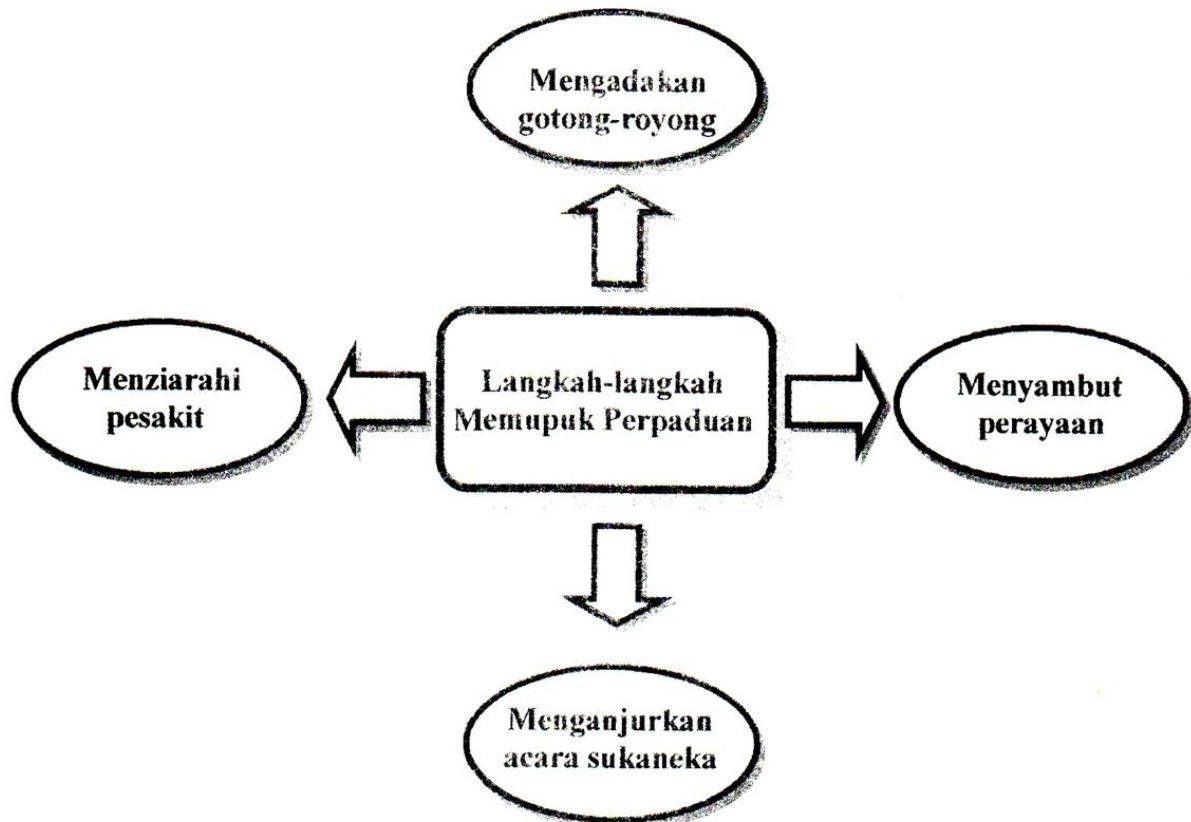 Mengadakan
gotong-royong
Menziarahi
pesakit
Langkah-langkah
Memupuk Perpaduan
Menyambut
perayaan
Menganjurkan
acara sukaneka